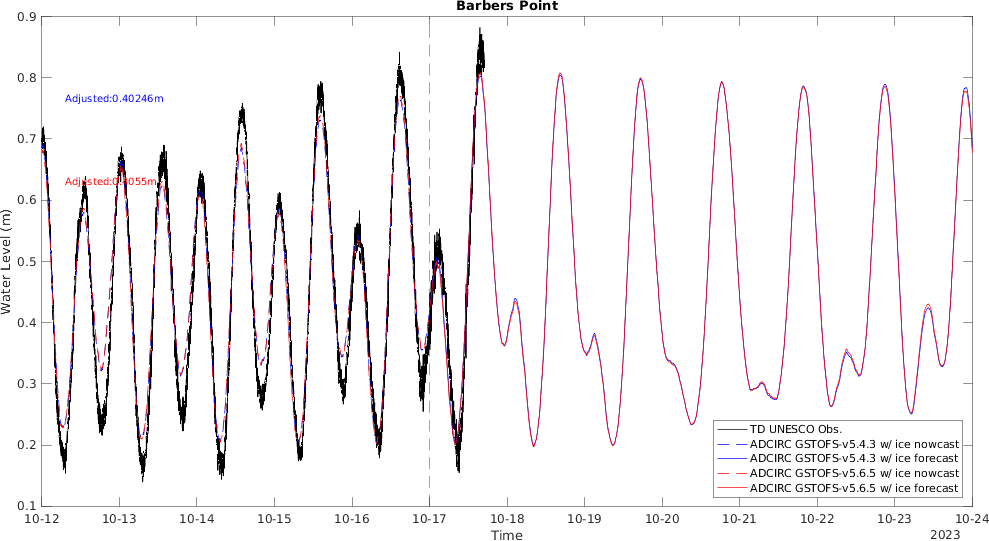 Barbers Point
0.9
0.8
0.7
0.6
0.5
0.4
0.3
0.2
0.1
Water Level (m)
Adjusted:0.40246m
Adjusted:0.4055m
TD UNESCO Obs.
ADCIRC GSTOFS-v5.4.3 w/ ice nowcast
ADCIRC GSTOFS-v5.4.3 w/ ice forecast
ADCIRC GSTOFS-v5.6.5 w/ ice nowcast
ADCIRC GSTOFS-v5.6.5 w/ ice forecast
10-12 10-13 10-14 10-15 10-16 10-17 10-18 10-19 10-20 10-21 10-22 10-23 10-24
Time
2023